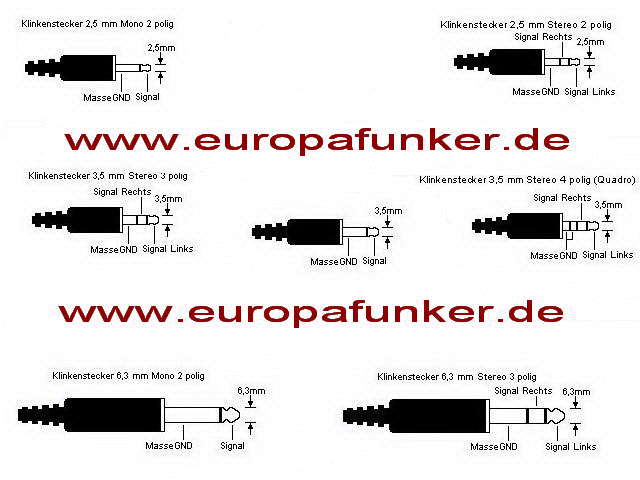 Klinkenstecker 2,5 mm Mono 2 polig
Klinkenstecker 2,5 mm Stereo 2 polig
Signal Rechts
2,5mm
2,5mm
MasseGND Signal
MasseGND Signal Links
www.europafunker.de
Klinkenstecker 3,5 mm Stereo 3 polig
Klinkenstecker 3,5 mm Stereo 4 polig (Quadro)
Signal Rechts
Signal Rechts
3,5mm
3,5mm
3,5mm
MasseGND Signal Links
MasseGND Signal
MasseGND Signal Links
www.europafunker.de
Klinkenstecker 6,3 mm Mono 2 polig
Klinkenstecker 6,3 mm Stereo 3 polig
6,3mm
Signal Rechts
6,3mm
MasseGND Signal
MasseGND Signal Links